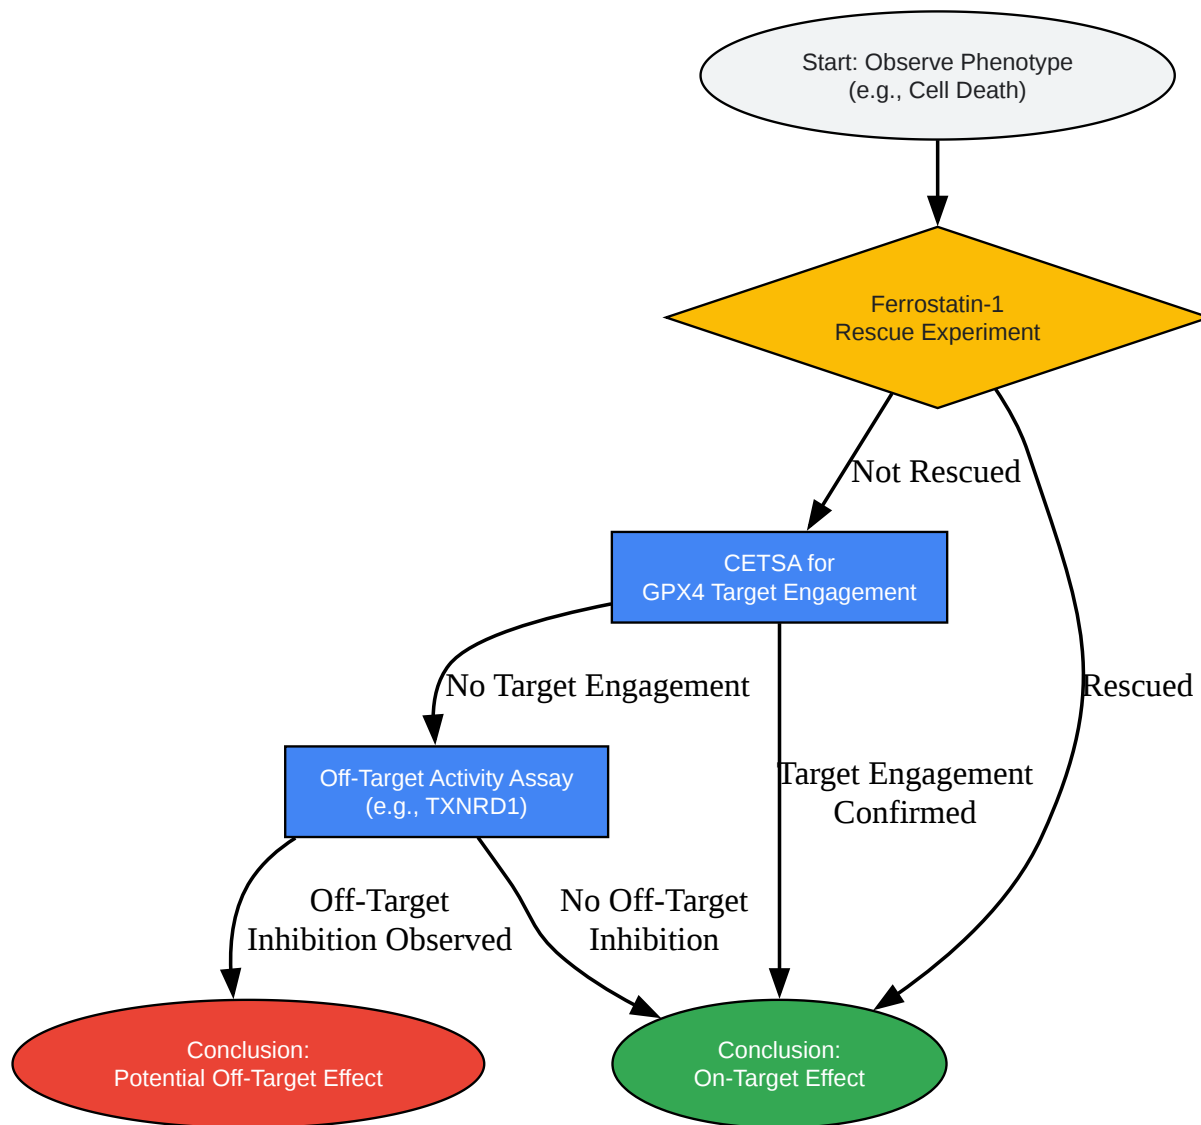 Start: Observe Phenotype
(e.g., Cell Death)
Ferrostatin-1
Rescue Experiment
Not Rescued
CETSA for
GPX4 Target Engagement
No Target Engagement
Rescued
Off-Target Activity Assay
(e.g., TXNRD1)
Target Engagement
Confirmed
Off-Target
Inhibition Observed
No Off-Target
Inhibition
Conclusion:
Potential Off-Target Effect
Conclusion:
On-Target Effect